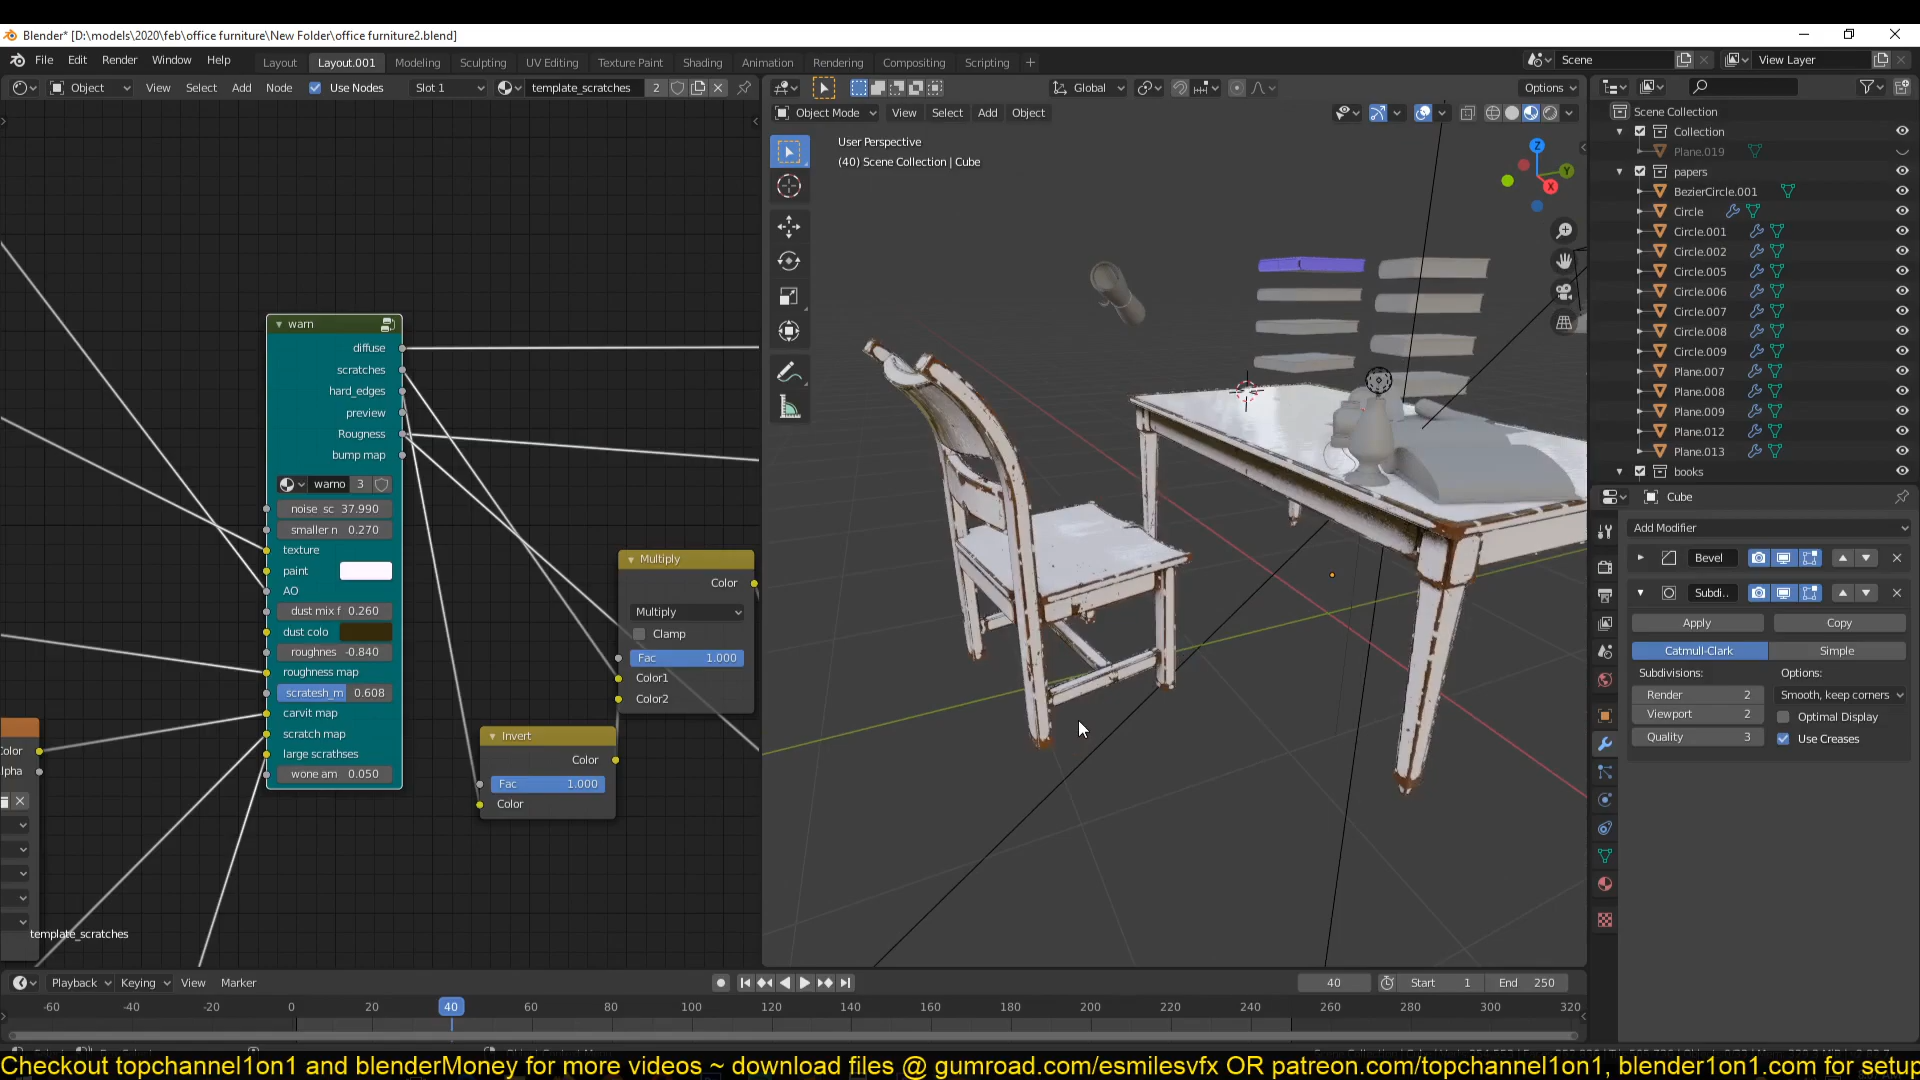 Blender* [D:\models\2020\feb\office furniture\New Folder\office furniture2.blend]
File Edit Render Window Help Layout Layout.001 Modeling Sculpting UV Editing Texture Paint Shading Animation Rendering Compositing Scripting + Scene View Layer
Object View Select Add Node Use Nodes Slot 1 template_scratches 2 Global Options
Object Mode View Select Add Object
User Perspective
(40) Scene Collection | Cube
Z
Y
X
Scene Collection
Collection
Plane.019
papers
BezierCircle.001
Circle
Circle.001
Circle.002
Circle.005
Circle.006
Circle.007
Circle.008
Circle.009
Plane.007
Plane.008
Plane.009
Plane.012
Plane.013
books
warn
diffuse
scratches
hard_edges
preview
Rougness
bump map
warno 3
noise sc 37.990
smaller n 0.270
texture
paint
AO
dust mix f 0.260
dust colo
roughnes -0.840
roughness map
scratesh_m 0.608
carvit map
scratch map
large scrathses
wone am 0.050
Multiply
Color
Multiply
Clamp
Fac 1.000
Color1
Color2
Invert
Color
Fac 1.000
Color
olor
lpha
template_scratches
Cube
Add Modifier
Bevel
Subdi..
Apply Copy
Catmull-Clark Simple
Subdivisions: Options:
Render 2 Smooth, keep corners
Viewport 2 Optimal Display
Quality 3 Use Creases
Playback Keying View Marker 40 Start 1 End 250
-60 -40 -20 0 20 40 60 80 100 120 140 160 180 200 220 240 260 280 300 320
Checkout topchannel1on1 and blenderMoney for more videos ~ download files @ gumroad.com/esmilesvfx OR patreon.com/topchannel1on1, blender1on1.com for setup